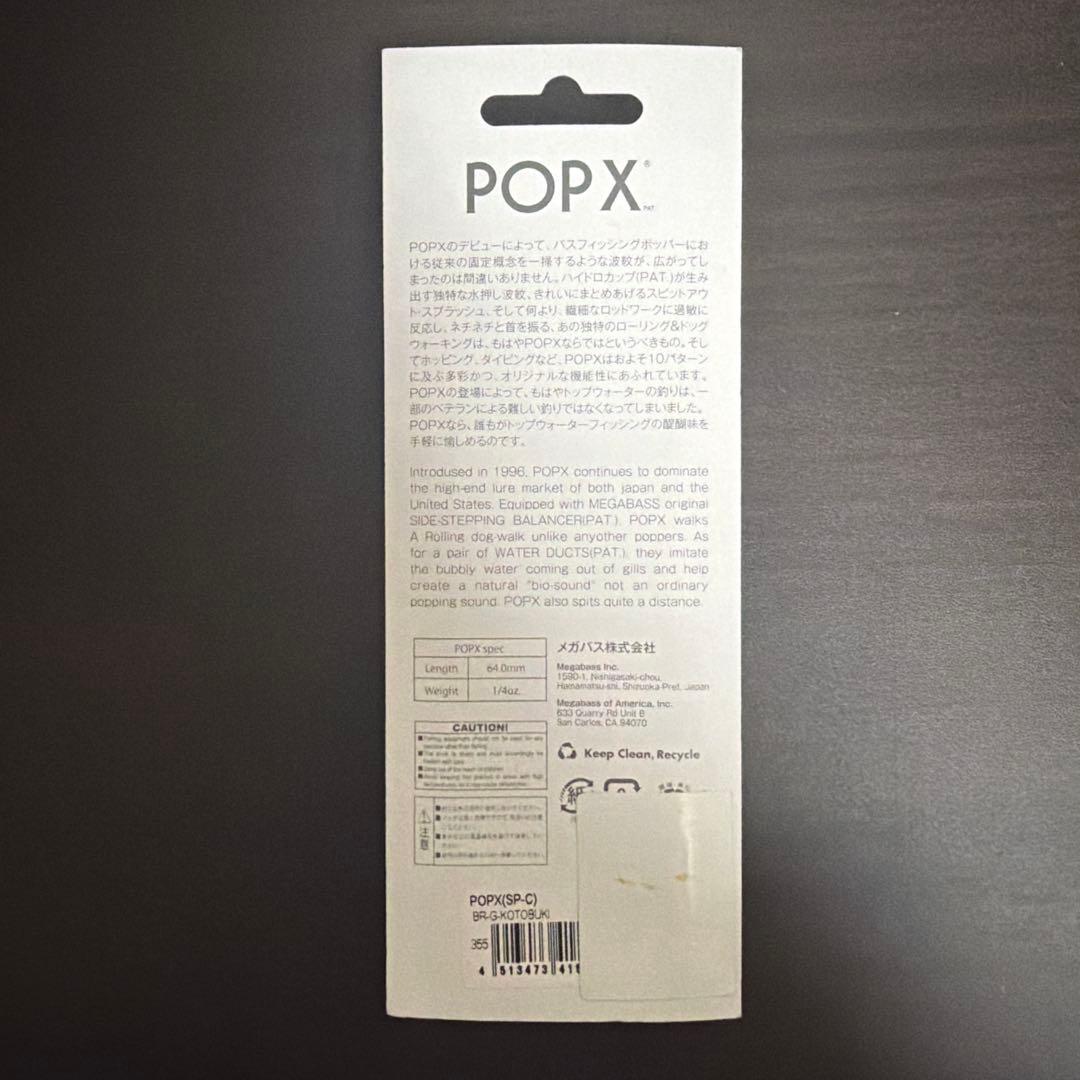 POPX®
PAT.
POPXのデビューによって、バスフィッシングポッパーにお
ける従来の固定概念を一掃するような波紋が、広がってし
まったのは間違いありません。ハイドロカップ(PAT.)が生み
出す独特な水押し波紋、きれいにまとめあげるスピットアウ
ト・スプラッシュ、そして何より、繊細なロッドワークに過敏に
反応し、ネチネチと首を振る、あの独特のローリング&ドッグ
ウォーキングは、もはやPOPXならではというべきもの。そし
てホッピング、ダイビングなど、POPXはおよそ10パターン
に及ぶ多彩かつ、オリジナルな機能性にあふれています。
POPXの登場によって、もはやトップウォーターの釣りは、一
部のベテランによる難しい釣りではなくなってしまいました。
POPXなら、誰もがトップウォーターフィッシングの醍醐味を
手軽に愉しめるのです。
Introdused in 1996, POPX continues to dominate
the high-end lure market of both japan and the
United States. Equipped with MEGABASS original
SIDE-STEPPING BALANCER(PAT.), POPX walks
A Rolling dog-walk unlike anyother poppers. As
for a pair of WATER DUCTS(PAT.), they imitate
the bubbly water coming out of gills and help
create a natural "bio-sound" not an ordinary
popping sound. POPX also spits quite a distance.
POPX spec
Length 64.0mm
Weight 1/4oz.
メガバス株式会社
Megabass Inc.
1590-1, Nishigasaki-chou,
Hamamatsu-shi, Shizuoka-Pref. Japan
Megabass of America, Inc.
633 Quarry Rd Unit B
San Carlos, CA 94070
Keep Clean, Recycle
紙
CAUTION!
■Fishing equipment should not be used for any
purpose other than fishing.
注意
POPX(SP-C)
BR-G-KOTOBUKI
355
4 513473 41